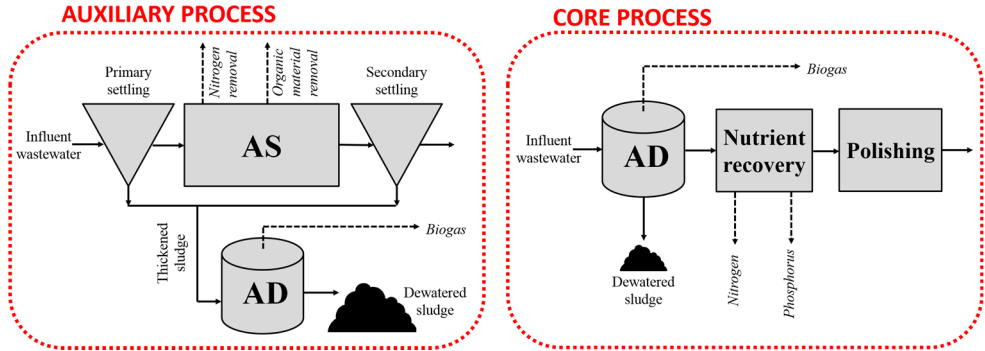 AUXILIARY PROCESS
Primary
settling
Nitrogen
removal
Organic
material
removal
Secondary
settling
Influent
wastewater
AS
Thickened
sludge
Biogas
AD
Dewatered
sludge
CORE PROCESS
Biogas
Influent
wastewater
AD
Nutrient
recovery
Polishing
Dewatered
sludge
Nitrogen
Phosphorus